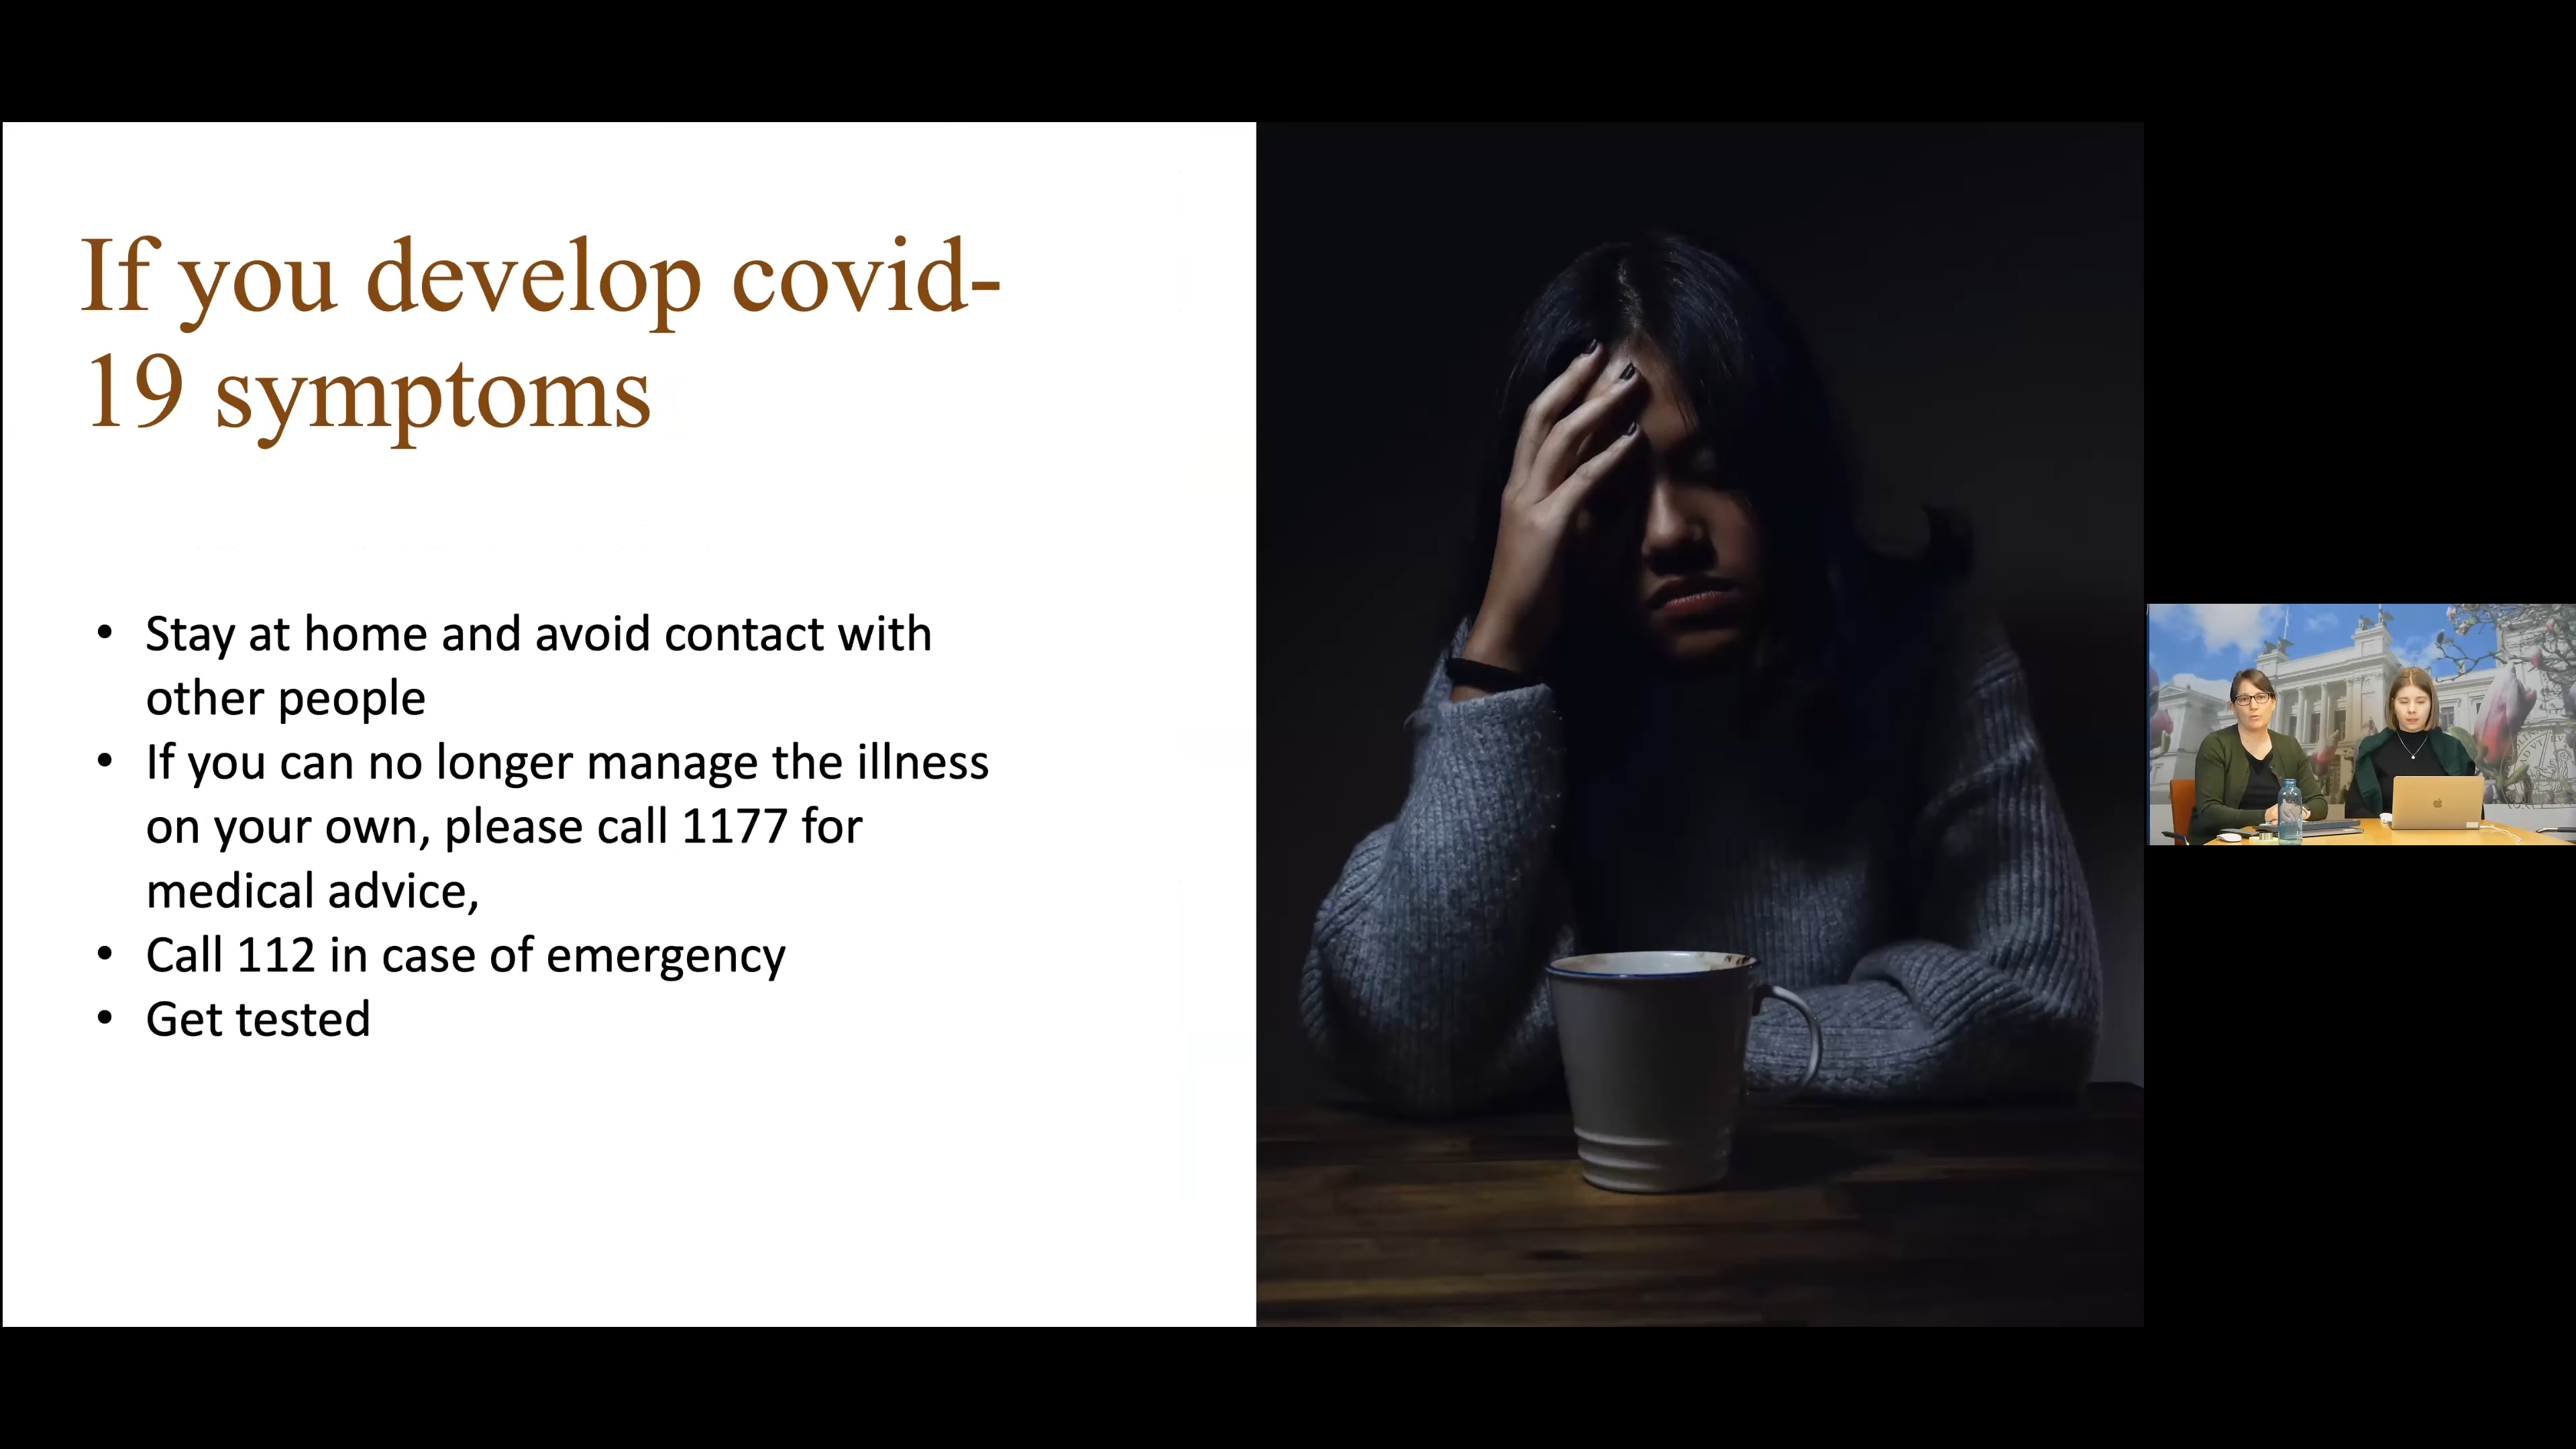 If you develop covid-
19 symptoms
• Stay at home and avoid contact with
other people
• If you can no longer manage the illness
on your own, please call 1177 for
medical advice,
• Call 112 in case of emergency
• Get tested